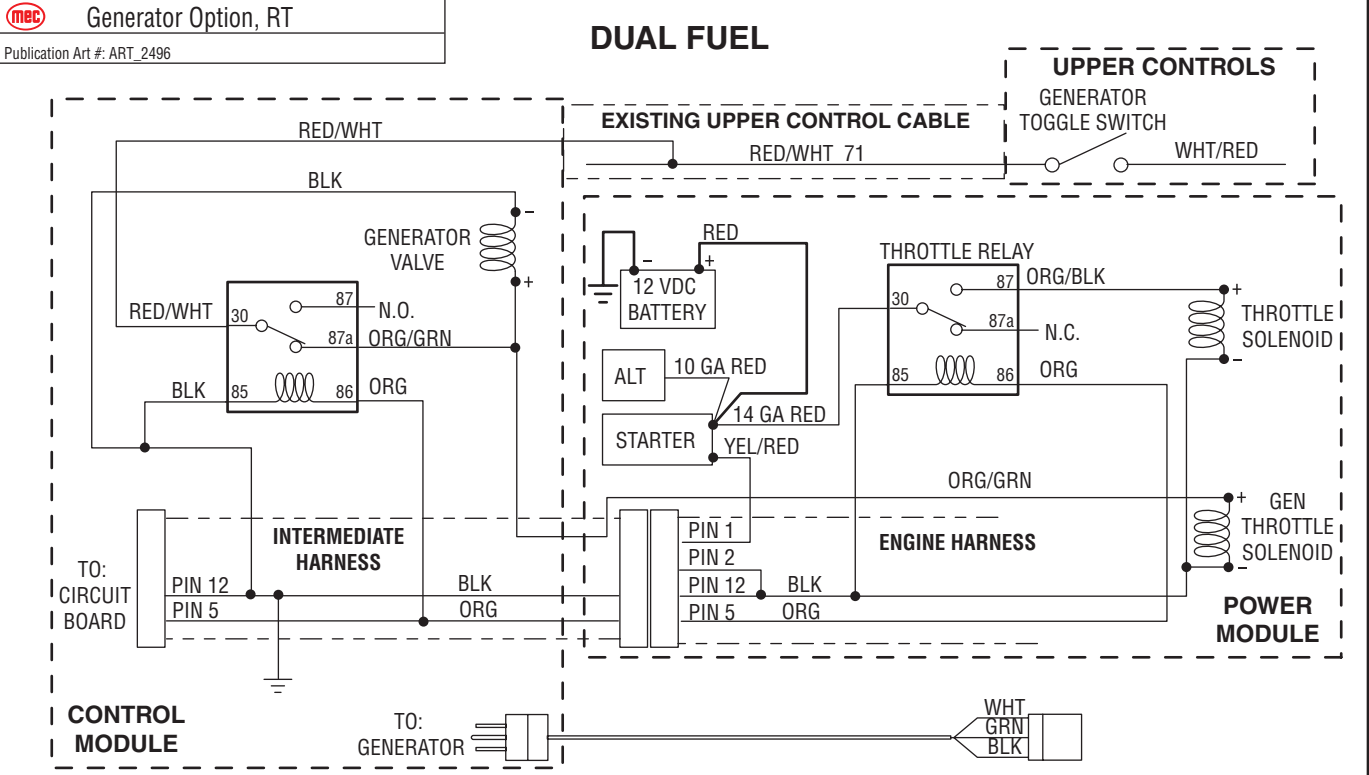 mec
Generator Option, RT
Publication Art #: ART_2496
DUAL FUEL
UPPER CONTROLS
GENERATOR
TOGGLE SWITCH
WHT/RED
EXISTING UPPER CONTROL CABLE
RED/WHT 71
RED/WHT
BLK
GENERATOR
VALVE
-
+
RED/WHT
30
87
N.O.
87a
ORG/GRN
BLK
85
86
ORG
RED
-
+
12 VDC
BATTERY
ALT
10 GA RED
STARTER
14 GA RED
YEL/RED
THROTTLE RELAY
30
87
ORG/BLK
87a
N.C.
85
86
ORG
+
THROTTLE
SOLENOID
-
ORG/GRN
+
GEN
THROTTLE
SOLENOID
-
INTERMEDIATE
HARNESS
TO:
CIRCUIT
BOARD
PIN 12
BLK
PIN 5
ORG
PIN 1
PIN 2
PIN 12
BLK
PIN 5
ORG
ENGINE HARNESS
POWER
MODULE
CONTROL
MODULE
TO:
GENERATOR
WHT
GRN
BLK